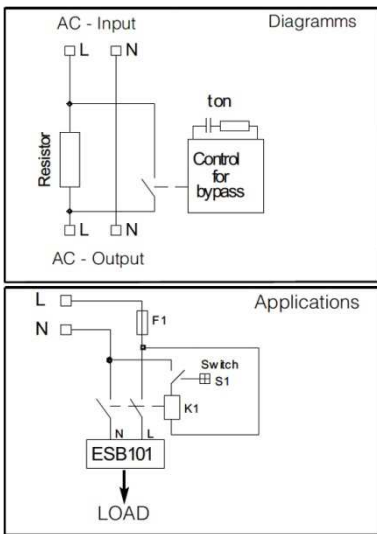 Diagramms
AC - Input
L N
ton
Resistor
Control
for
bypass
L N
AC - Output
Applications
L
F1
N
Switch
S1
K1
N L
ESB101
LOAD